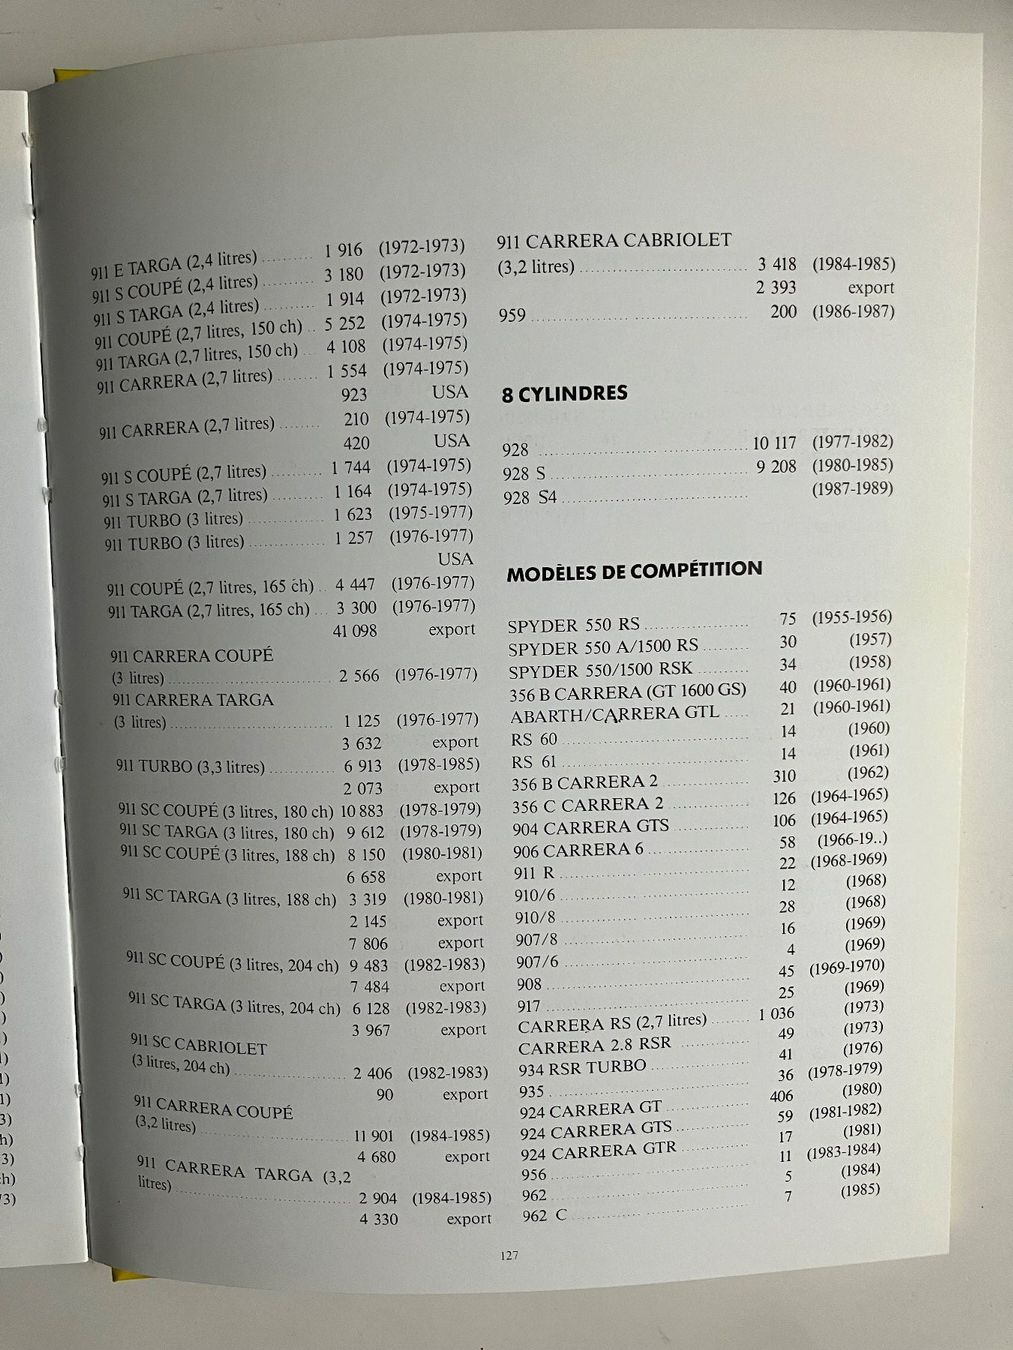 911 E TARGA (2,4 litres) ......... 1 916 (1972-1973)
911 S COUPÉ (2,4 litres) ......... 3 180 (1972-1973)
911 S TARGA (2,4 litres) ......... 1 914 (1972-1973)
911 COUPÉ (2,7 litres, 150 ch) .. 5 252 (1974-1975)
911 TARGA (2,7 litres, 150 ch) ... 4 108 (1974-1975)
911 CARRERA (2,7 litres) ........ 1 554 (1974-1975)
923 USA
911 CARRERA (2,7 litres) ........ 210 (1974-1975)
420 USA
911 S COUPÉ (2,7 litres) .......... 1 744 (1974-1975)
911 S TARGA (2,7 litres) .......... 1 164 (1974-1975)
911 TURBO (3 litres) .............. 1 623 (1975-1977)
911 TURBO (3 litres) .............. 1 257 (1976-1977)
USA
911 COUPÉ (2,7 litres, 165 ch) .. 4 447 (1976-1977)
911 TARGA (2,7 litres, 165 ch) ... 3 300 (1976-1977)
41 098 export
911 CARRERA COUPÉ
(3 litres) .............................. 2 566 (1976-1977)
911 CARRERA TARGA
(3 litres) .............................. 1 125 (1976-1977)
3 632 export
911 TURBO (3,3 litres) ............ 6 913 (1978-1985)
2 073 export
911 SC COUPÉ (3 litres, 180 ch) 10 883 (1978-1979)
911 SC TARGA (3 litres, 180 ch) 9 612 (1978-1979)
911 SC COUPÉ (3 litres, 188 ch) 8 150 (1980-1981)
6 658 export
911 SC TARGA (3 litres, 188 ch) 3 319 (1980-1981)
2 145 export
7 806 export
911 SC COUPÉ (3 litres, 204 ch) 9 483 (1982-1983)
7 484 export
911 SC TARGA (3 litres, 204 ch) 6 128 (1982-1983)
3 967 export
911 SC CABRIOLET
(3 litres, 204 ch) .................... 2 406 (1982-1983)
90 export
911 CARRERA COUPÉ
(3,2 litres) ........................... 11 901 (1984-1985)
4 680 export
911 CARRERA TARGA (3,2
litres) ................................. 2 904 (1984-1985)
4 330 export
911 CARRERA CABRIOLET
(3,2 litres) ............................. 3 418 (1984-1985)
2 393 export
959 ...................................... 200 (1986-1987)
8 CYLINDRES
928 ..................................... 10 117 (1977-1982)
928 S ................................... 9 208 (1980-1985)
928 S4 .................................. (1987-1989)
MODÈLES DE COMPÉTITION
SPYDER 550 RS .................... 75 (1955-1956)
SPYDER 550 A/1500 RS ......... 30 (1957)
SPYDER 550/1500 RSK .......... 34 (1958)
356 B CARRERA (GT 1600 GS) 40 (1960-1961)
ABARTH/CARRERA GTL ..... 21 (1960-1961)
RS 60 .................................. 14 (1960)
RS 61 .................................. 14 (1961)
356 B CARRERA 2 ............... 310 (1962)
356 C CARRERA 2 .............. 126 (1964-1965)
904 CARRERA GTS ............. 106 (1964-1965)
906 CARRERA 6 .................. 58 (1966-19..)
911 R .................................. 22 (1968-1969)
910/6 .................................. 12 (1968)
910/8 .................................. 28 (1968)
907/8 .................................. 16 (1969)
907/6 .................................. 4 (1969)
908 ..................................... 45 (1969-1970)
917 ..................................... 25 (1969)
CARRERA RS (2,7 litres) ....... 1 036 (1973)
CARRERA 2.8 RSR .............. 49 (1973)
934 RSR TURBO ................. 41 (1976)
935 ..................................... 36 (1978-1979)
924 CARRERA GT ............... 406 (1980)
924 CARRERA GTS ............. 59 (1981-1982)
924 CARRERA GTR ............ 17 (1981)
956 ..................................... 11 (1983-1984)
962 ..................................... 5 (1984)
962 C .................................. 7 (1985)
127